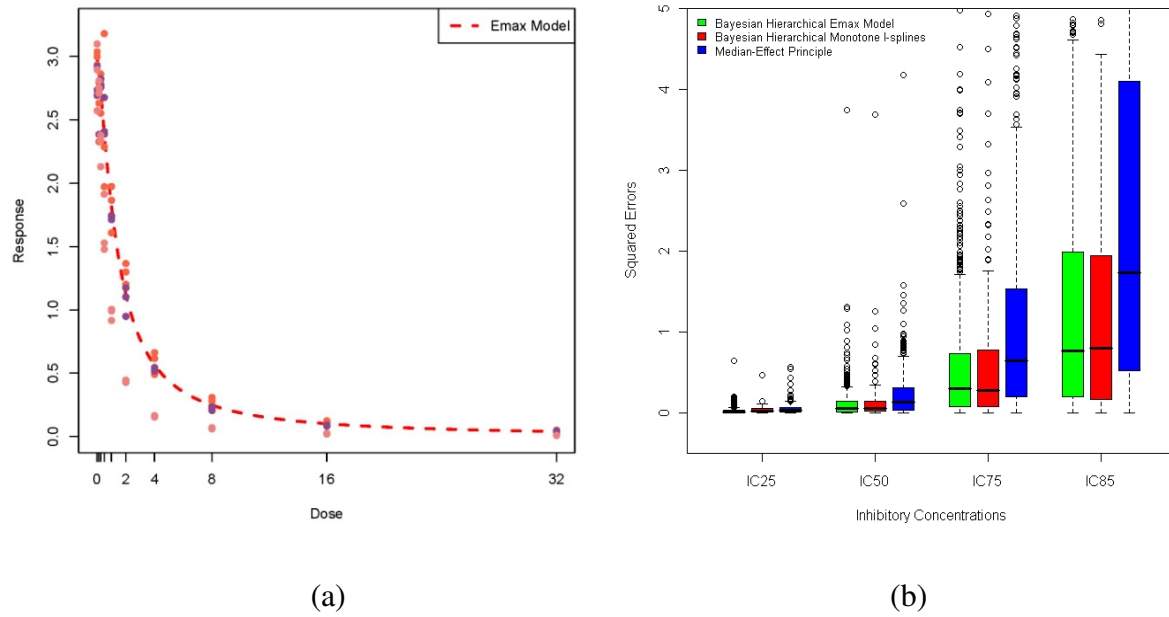 Emax Model
3.0
2.5
2.0
1.5
1.0
0.5
0.0
Response
0 2 4 8 16 32
Dose
(a)
Bayesian Hierarchical Emax Model
Bayesian Hierarchical Monotone I-splines
Median-Effect Principle
5
4
3
2
1
0
Squared Errors
IC25 IC50 IC75 IC85
Inhibitory Concentrations
(b)